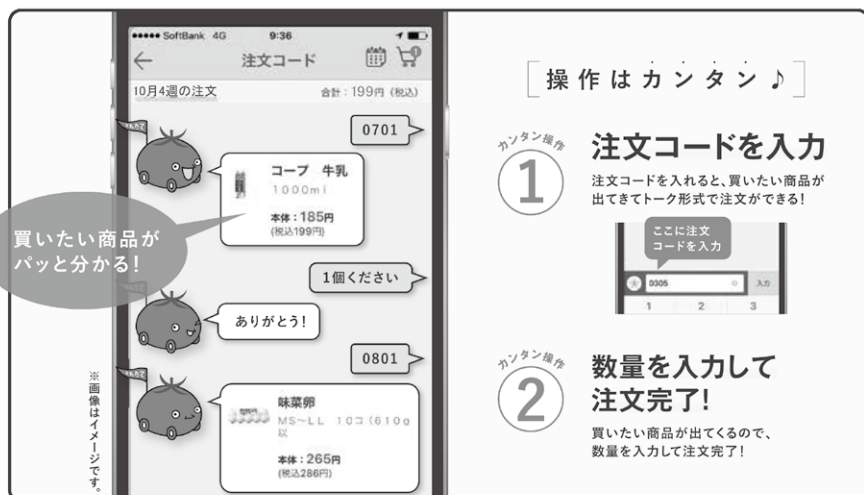 SoftBank 4G 9:36
注文コード
10月4週の注文 合計:199円 (税込)
0701
コープ 牛乳
1000ml
本体:185円
(税込199円)
1個ください
ありがとう!
0801
味菜卵
MS~LL 10コ(610g
以
本体:265円
(税込286円)
買いたい商品が
パッと分かる!
※画像はイメージです。
操作はカンタン♪
カンタン操作
1
注文コードを入力
注文コードを入れると、買いたい商品が
出てきてトーク形式で注文ができる!
ここに注文
コードを入力
0305 入力
1 2 3
カンタン操作
2
数量を入力して
注文完了!
買いたい商品が出てくるので、
数量を入力して注文完了!